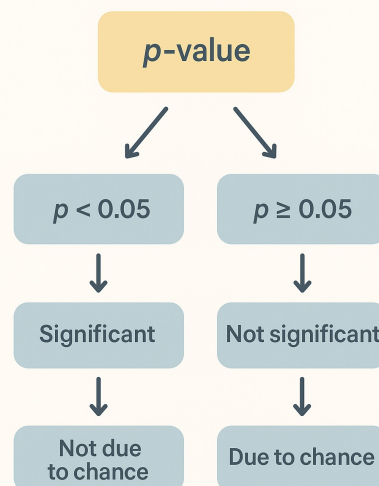 p-value
p < 0.05
p ≥ 0.05
Significant
Not significant
Not due
to chance
Due to chance